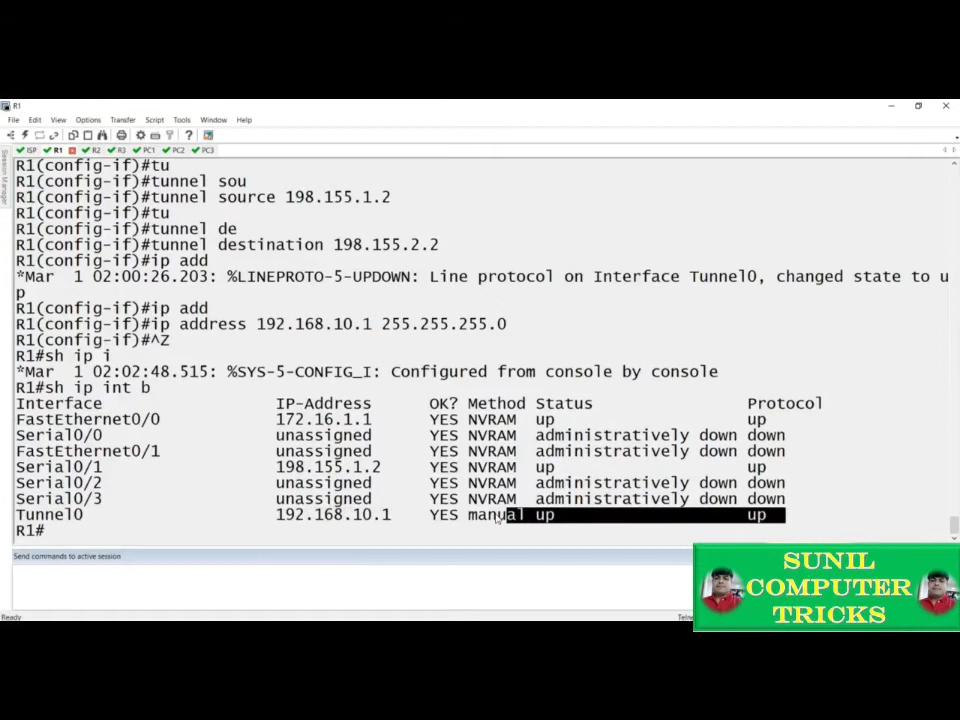 R1
File Edit View Options Transfer Script Tools Window Help
ISP R1 R2 R3 PC1 PC2 PC3
Session Manager
R1(config-if)#tu
R1(config-if)#tunnel sou
R1(config-if)#tunnel source 198.155.1.2
R1(config-if)#tu
R1(config-if)#tunnel de
R1(config-if)#tunnel destination 198.155.2.2
R1(config-if)#ip add
*Mar  1 02:00:26.203: %LINEPROTO-5-UPDOWN: Line protocol on Interface Tunnel0, changed state to u
p
R1(config-if)#ip add
R1(config-if)#ip address 192.168.10.1 255.255.255.0
R1(config-if)#^Z
R1#sh ip i
*Mar  1 02:02:48.515: %SYS-5-CONFIG_I: Configured from console by console
R1#sh ip int b
Interface IP-Address OK? Method Status Protocol
FastEthernet0/0 172.16.1.1 YES NVRAM up up
Serial0/0 unassigned YES NVRAM administratively down down
FastEthernet0/1 unassigned YES NVRAM administratively down down
Serial0/1 198.155.1.2 YES NVRAM up up
Serial0/2 unassigned YES NVRAM administratively down down
Serial0/3 unassigned YES NVRAM administratively down down
Tunnel0 192.168.10.1 YES manual up up
R1#
Send commands to active session
Ready
SUNIL
COMPUTER
TRICKS